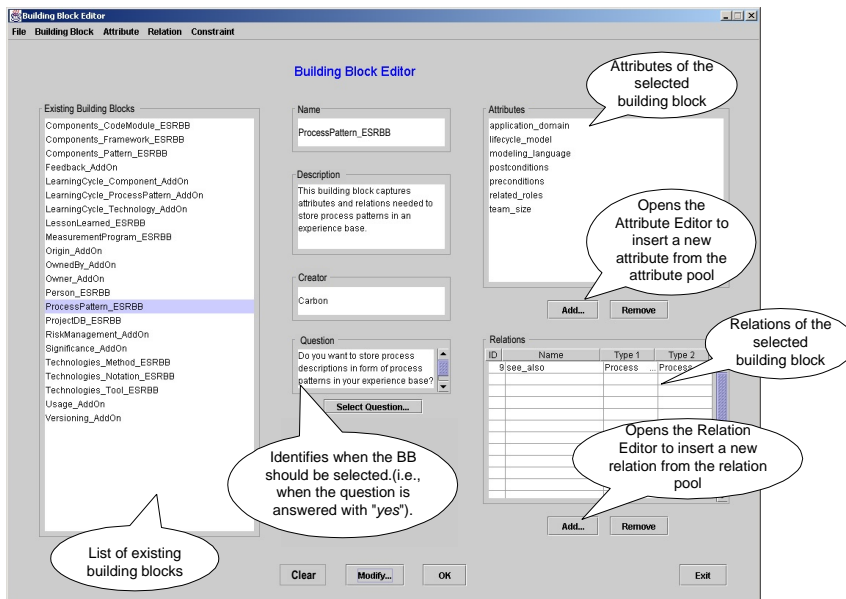 Building Block Editor
File Building Block Attribute Relation Constraint
Building Block Editor
Existing Building Blocks
Components_CodeModule_ESRBB
Components_Framework_ESRBB
Components_Pattern_ESRBB
Feedback_AddOn
LearningCycle_Component_AddOn
LearningCycle_ProcessPattern_AddOn
LearningCycle_Technology_AddOn
LessonLearned_ESRBB
MeasurementProgram_ESRBB
Origin_AddOn
OwnedBy_AddOn
Owner_AddOn
Person_ESRBB
ProcessPattern_ESRBB
ProjectDB_ESRBB
RiskManagement_AddOn
Significance_AddOn
Technologies_Method_ESRBB
Technologies_Notation_ESRBB
Technologies_Tool_ESRBB
Usage_AddOn
Versioning_AddOn
List of existing
building blocks
Name
ProcessPattern_ESRBB
Description
This building block captures
attributes and relations needed to
store process patterns in an
experience base.
Creator
Carbon
Question
Do you want to store process
descriptions in form of process
patterns in your experience base?
Select Question...
Identifies when the BB
should be selected.(i.e.,
when the question is
answered with "yes").
Attributes
application_domain
lifecycle_model
modeling_language
postconditions
preconditions
related_roles
team_size
Attributes of the
selected
building block
Opens the
Attribute Editor to
insert a new
attribute from the
attribute pool
Add... Remove
Relations
ID Name Type 1 Type 2
9 see_also Process ... Process
Relations of the
selected
building block
Opens the Relation
Editor to insert a new
relation from the relation
pool
Add... Remove
Clear Modify... OK Exit